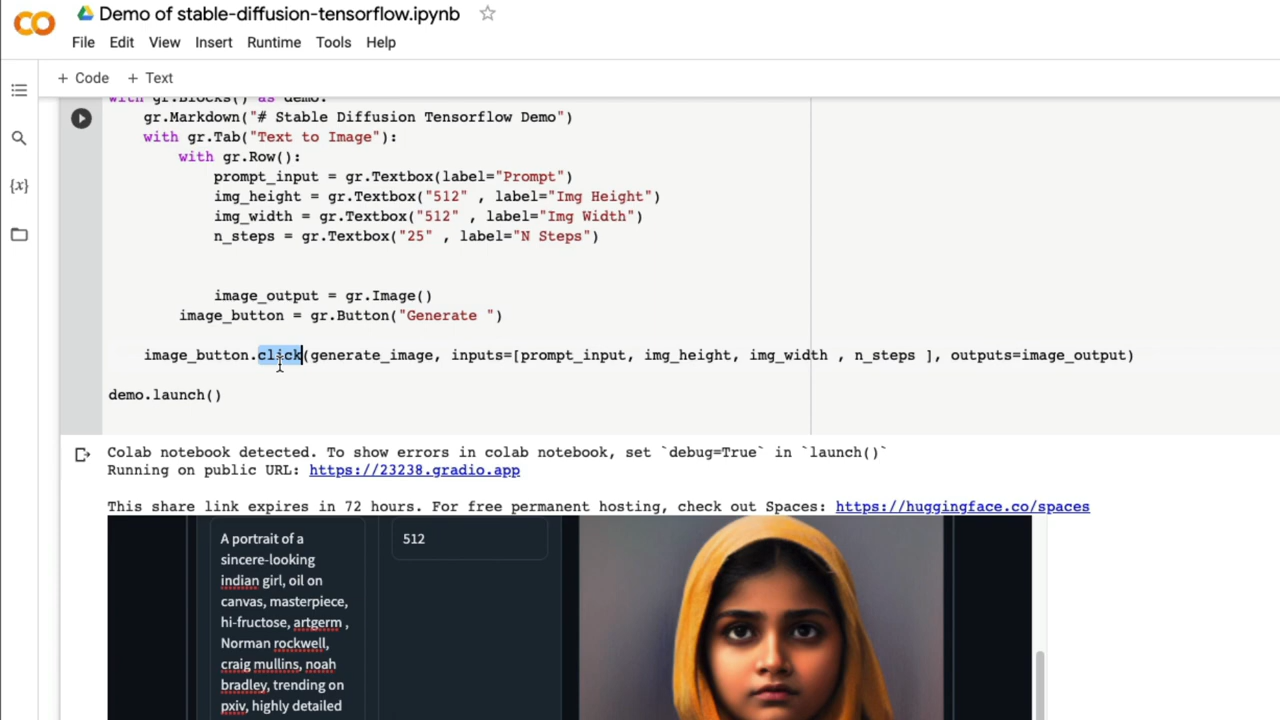 Demo of stable-diffusion-tensorflow.ipynb
File Edit View Insert Runtime Tools Help
+ Code + Text
with gr.Blocks() as demo:
gr.Markdown("# Stable Diffusion Tensorflow Demo")
with gr.Tab("Text to Image"):
with gr.Row():
prompt_input = gr.Textbox(label="Prompt")
img_height = gr.Textbox("512" , label="Img Height")
img_width = gr.Textbox("512" , label="Img Width")
n_steps = gr.Textbox("25" , label="N Steps")
image_output = gr.Image()
image_button = gr.Button("Generate ")
image_button.click(generate_image, inputs=[prompt_input, img_height, img_width , n_steps ], outputs=image_output)
demo.launch()
Colab notebook detected. To show errors in colab notebook, set `debug=True` in `launch()`
Running on public URL: https://23238.gradio.app
This share link expires in 72 hours. For free permanent hosting, check out Spaces: https://huggingface.co/spaces
A portrait of a
sincere-looking
indian girl, oil on
canvas, masterpiece,
hi-fructose, artgerm ,
Norman rockwell,
craig mullins, noah
bradley, trending on
pxiv, highly detailed
512